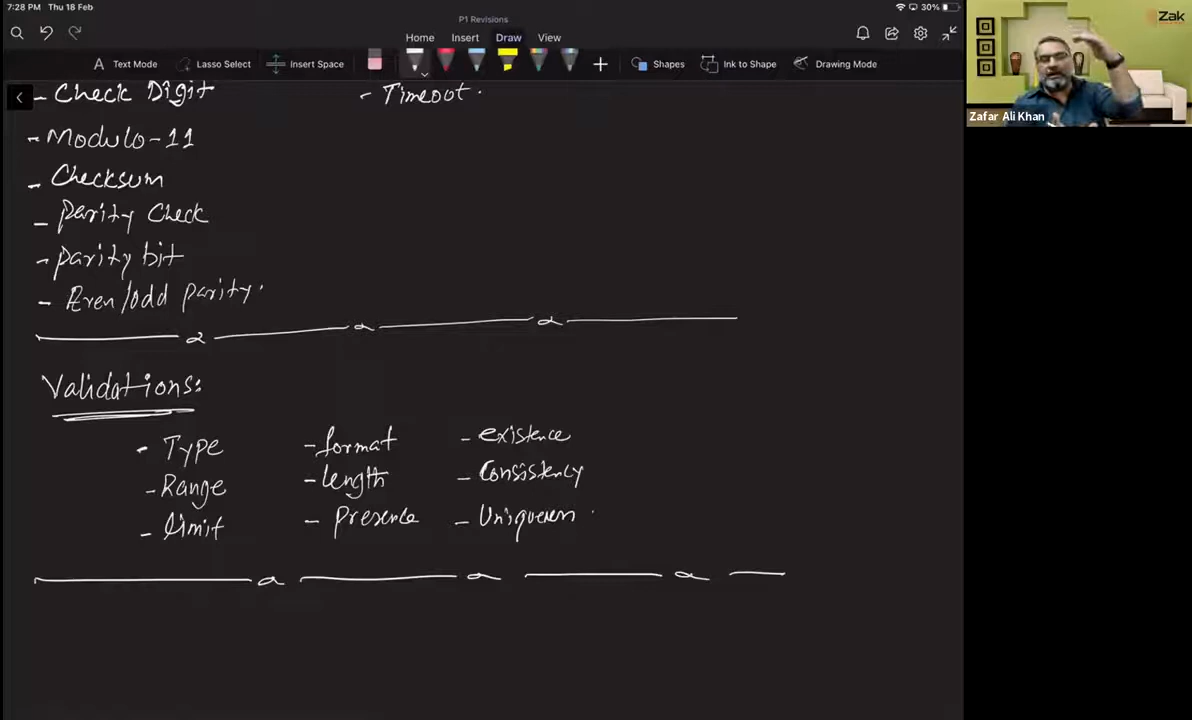 7:28 PM Thu 18 Feb
30%
P1 Revisions
Home Insert Draw View
Text Mode Lasso Select Insert Space Shapes Ink to Shape Drawing Mode
Zak
Zafar Ali Khan
- Check Digit
- Timeout.
- Modulo-11
- Checksum
- Parity Check
- Parity bit
- Even/odd parity.
Validations:
- Type - format - existence
- Range - length - Consistency
- limit - Presence - Uniqueness